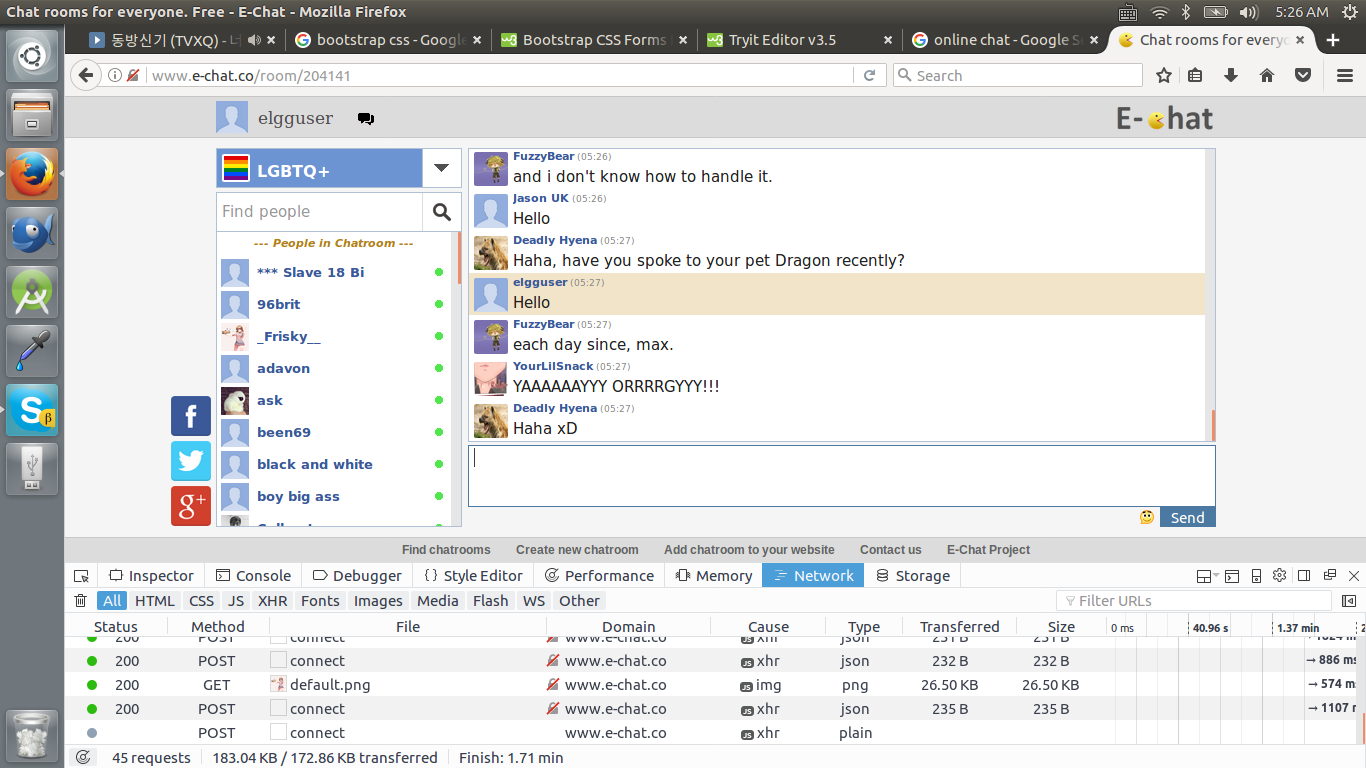 Chat rooms for everyone. Free - E-Chat - Mozilla Firefox
5:26 AM
동방신기 (TVXQ) -
bootstrap css - Google
Bootstrap CSS Forms
Tryit Editor v3.5
online chat - Google Se
Chat rooms for everyo
www.e-chat.co/room/204141
Search
elgguser
E-chat
LGBTQ+
Find people
--- People in Chatroom ---
*** Slave 18 Bi
96brit
_Frisky__
adavon
ask
been69
black and white
boy big ass
FuzzyBear (05:26)
and i don't know how to handle it.
Jason UK (05:26)
Hello
Deadly Hyena (05:27)
Haha, have you spoke to your pet Dragon recently?
elgguser (05:27)
Hello
FuzzyBear (05:27)
each day since, max.
YourLilSnack (05:27)
YAAAAAAYYY ORRRRGYYY!!!
Deadly Hyena (05:27)
Haha xD
Send
Find chatrooms Create new chatroom Add chatroom to your website Contact us E-Chat Project
Inspector Console Debugger Style Editor Performance Memory Network Storage
All HTML CSS JS XHR Fonts Images Media Flash WS Other Filter URLs
Status Method File Domain Cause Type Transferred Size 0 ms 40.96 s 1.37 min
200 POST connect www.e-chat.co JS xhr json 231 B 231 B
200 POST connect www.e-chat.co JS xhr json 232 B 232 B → 886 ms
200 GET default.png www.e-chat.co JS img png 26.50 KB 26.50 KB → 574 ms
200 POST connect www.e-chat.co JS xhr json 235 B 235 B → 1107 m
POST connect www.e-chat.co JS xhr plain
45 requests 183.04 KB / 172.86 KB transferred Finish: 1.71 min